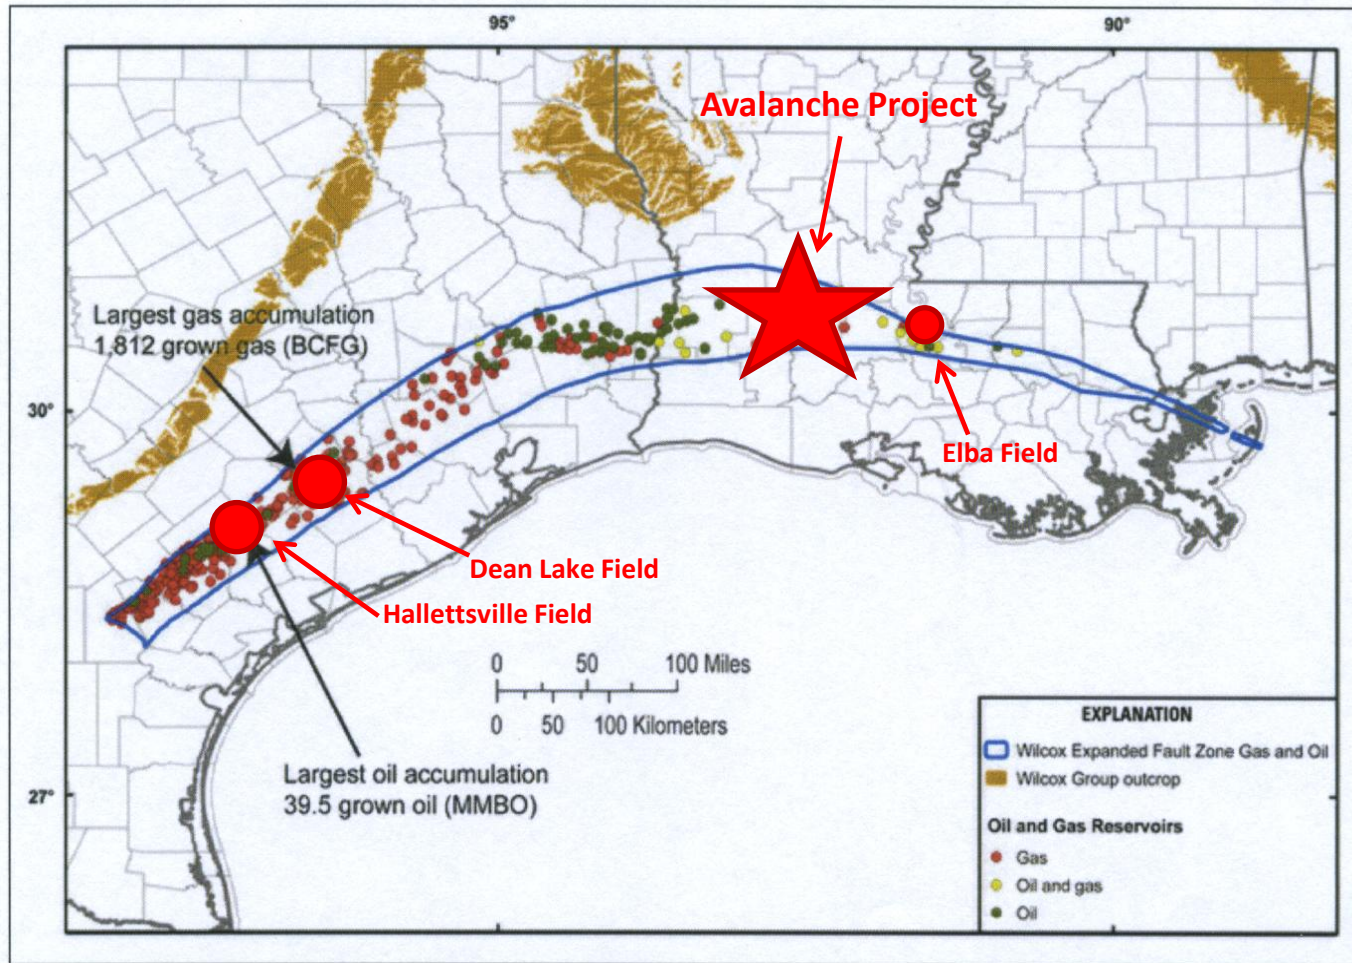 95°
90°
Avalanche Project
Largest gas accumulation
1,812 grown gas (BCFG)
30°
Elba Field
Dean Lake Field
Hallettsville Field
0 50 100 Miles
0 50 100 Kilometers
Largest oil accumulation
39.5 grown oil (MMBO)
27°
EXPLANATION
Wilcox Expanded Fault Zone Gas and Oil
Wilcox Group outcrop
Oil and Gas Reservoirs
Gas
Oil and gas
Oil